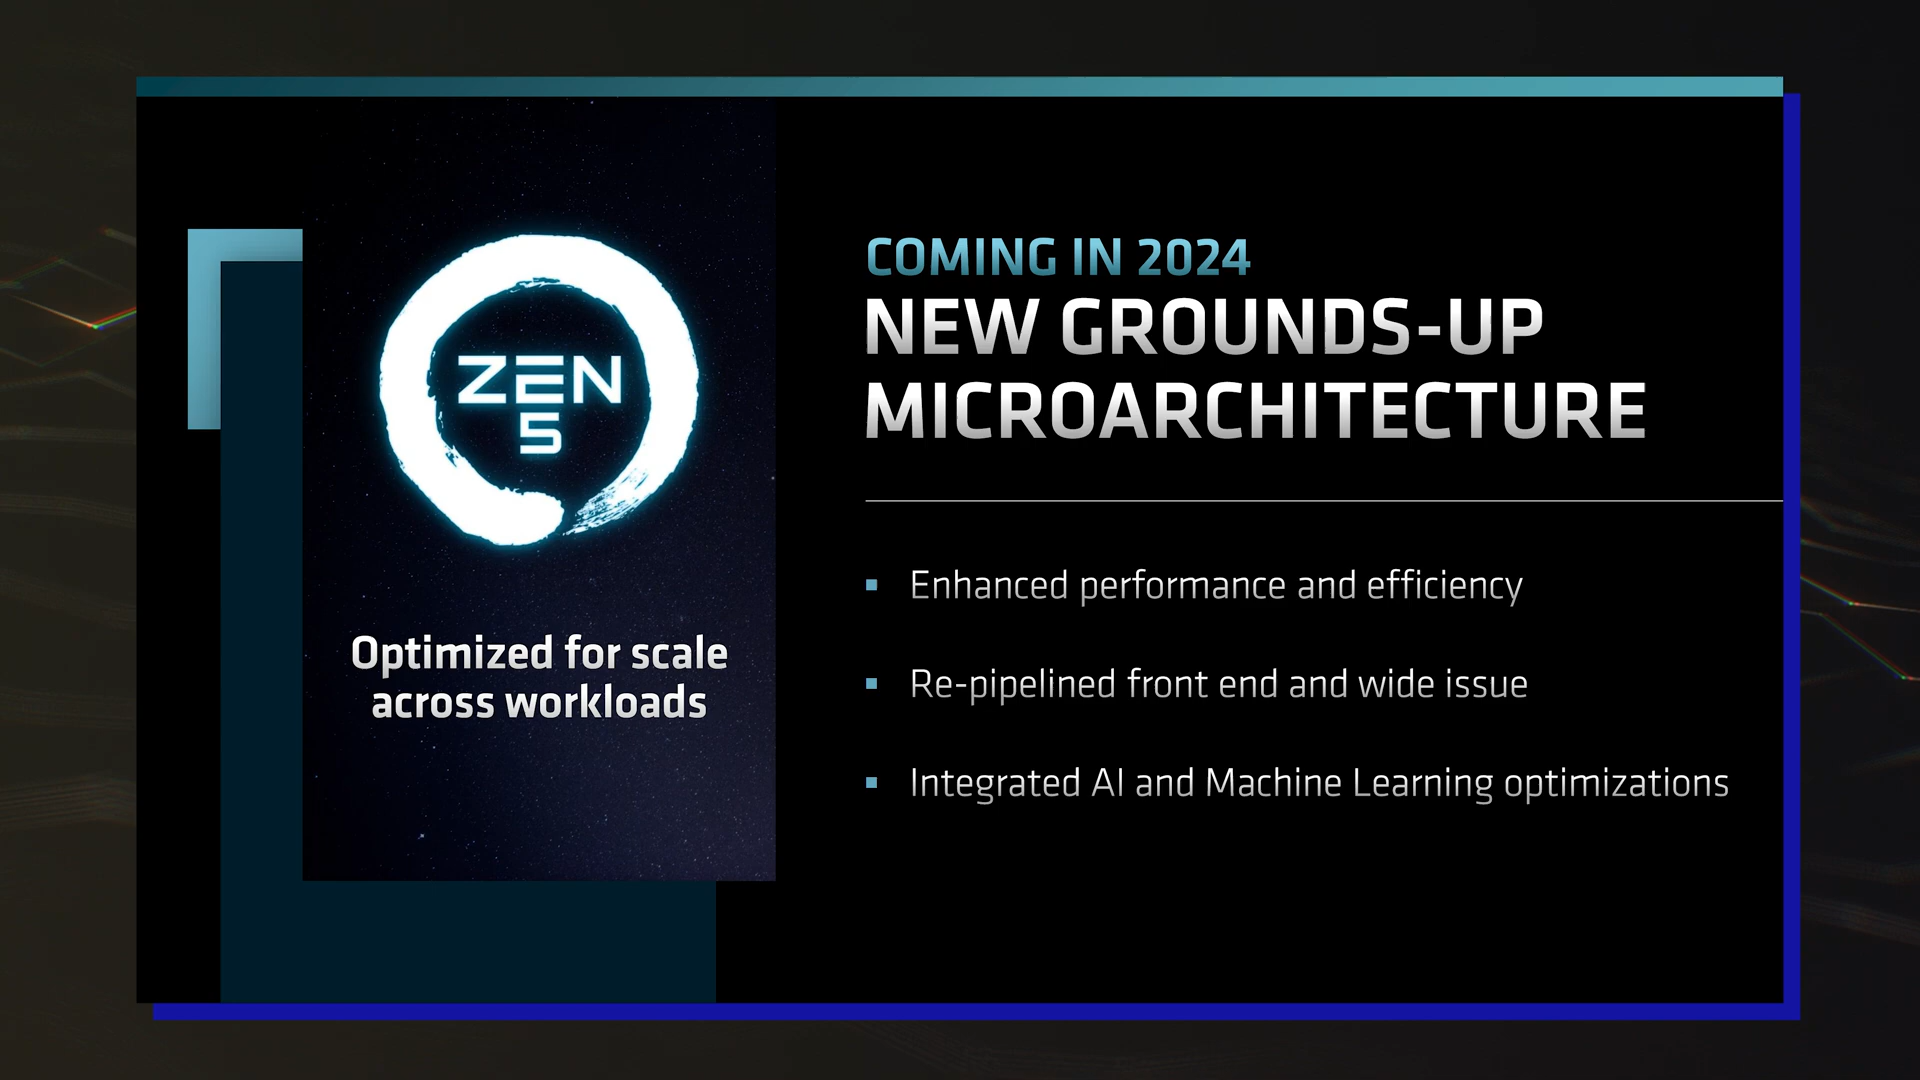 ZEN
5
Optimized for scale
across workloads
COMING IN 2024
NEW GROUNDS-UP
MICROARCHITECTURE
Enhanced performance and efficiency
Re-pipelined front end and wide issue
Integrated AI and Machine Learning optimizations